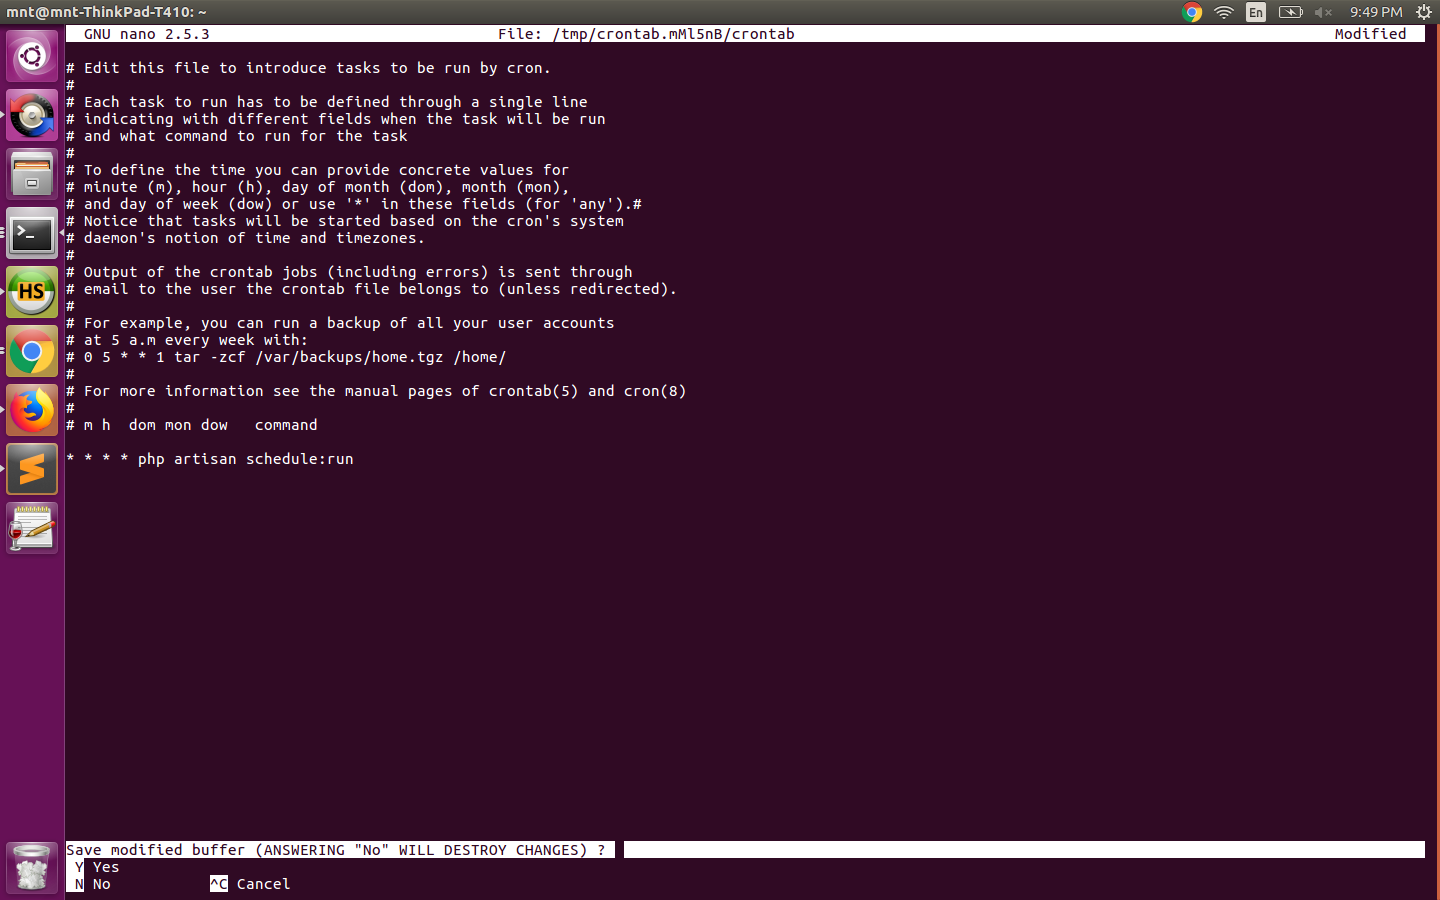 mnt@mnt-ThinkPad-T410: ~
En
9:49 PM
GNU nano 2.5.3 File: /tmp/crontab.mMl5nB/crontab Modified
# Edit this file to introduce tasks to be run by cron.
#
# Each task to run has to be defined through a single line
# indicating with different fields when the task will be run
# and what command to run for the task
#
# To define the time you can provide concrete values for
# minute (m), hour (h), day of month (dom), month (mon),
# and day of week (dow) or use '*' in these fields (for 'any').#
# Notice that tasks will be started based on the cron's system
# daemon's notion of time and timezones.
#
# Output of the crontab jobs (including errors) is sent through
# email to the user the crontab file belongs to (unless redirected).
#
# For example, you can run a backup of all your user accounts
# at 5 a.m every week with:
# 0 5 * * 1 tar -zcf /var/backups/home.tgz /home/
#
# For more information see the manual pages of crontab(5) and cron(8)
#
# m h  dom mon dow   command
* * * * php artisan schedule:run
HS
Save modified buffer (ANSWERING "No" WILL DESTROY CHANGES) ?
Y Yes
N No ^C Cancel